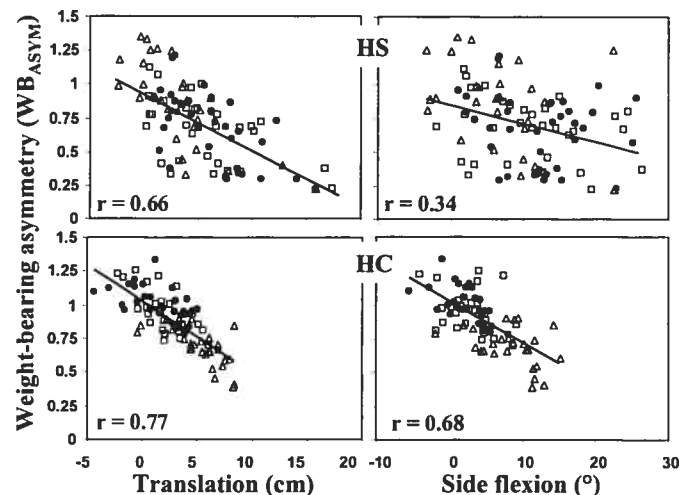 Weight-bearing asymmetry (WB_ASYM)
1.5
1.25
1
0.75
0.5
0.25
0
r = 0.66
HS
r = 0.34
1.5
1.25
1
0.75
0.5
0.25
0
r = 0.77
HC
r = 0.68
-5 0 5 10 15 20
-10 0 10 20 30
Translation (cm)
Side flexion (°)